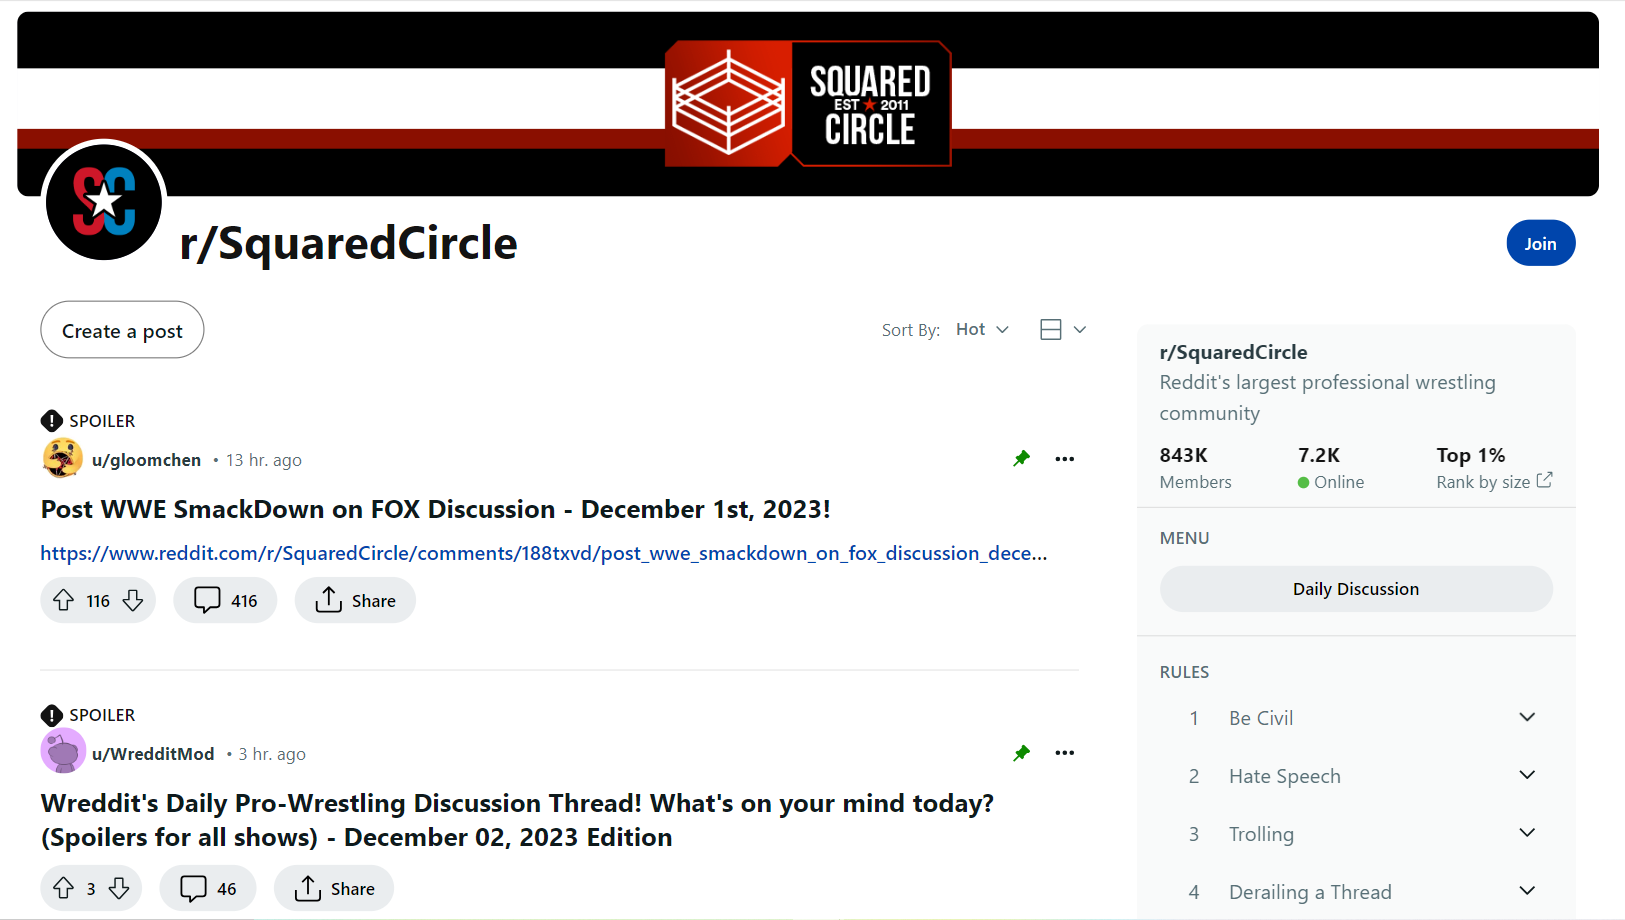 SQUARED
EST ★ 2011
CIRCLE
SC
r/SquaredCircle
Join
Create a post
Sort By: Hot
SPOILER
u/gloomchen • 13 hr. ago
Post WWE SmackDown on FOX Discussion - December 1st, 2023!
https://www.reddit.com/r/SquaredCircle/comments/188txvd/post_wwe_smackdown_on_fox_discussion_dece...
116
416
Share
SPOILER
u/WredditMod • 3 hr. ago
Wreddit's Daily Pro-Wrestling Discussion Thread! What's on your mind today?
(Spoilers for all shows) - December 02, 2023 Edition
3
46
Share
r/SquaredCircle
Reddit's largest professional wrestling
community
843K 7.2K Top 1%
Members Online Rank by size
MENU
Daily Discussion
RULES
1 Be Civil
2 Hate Speech
3 Trolling
4 Derailing a Thread